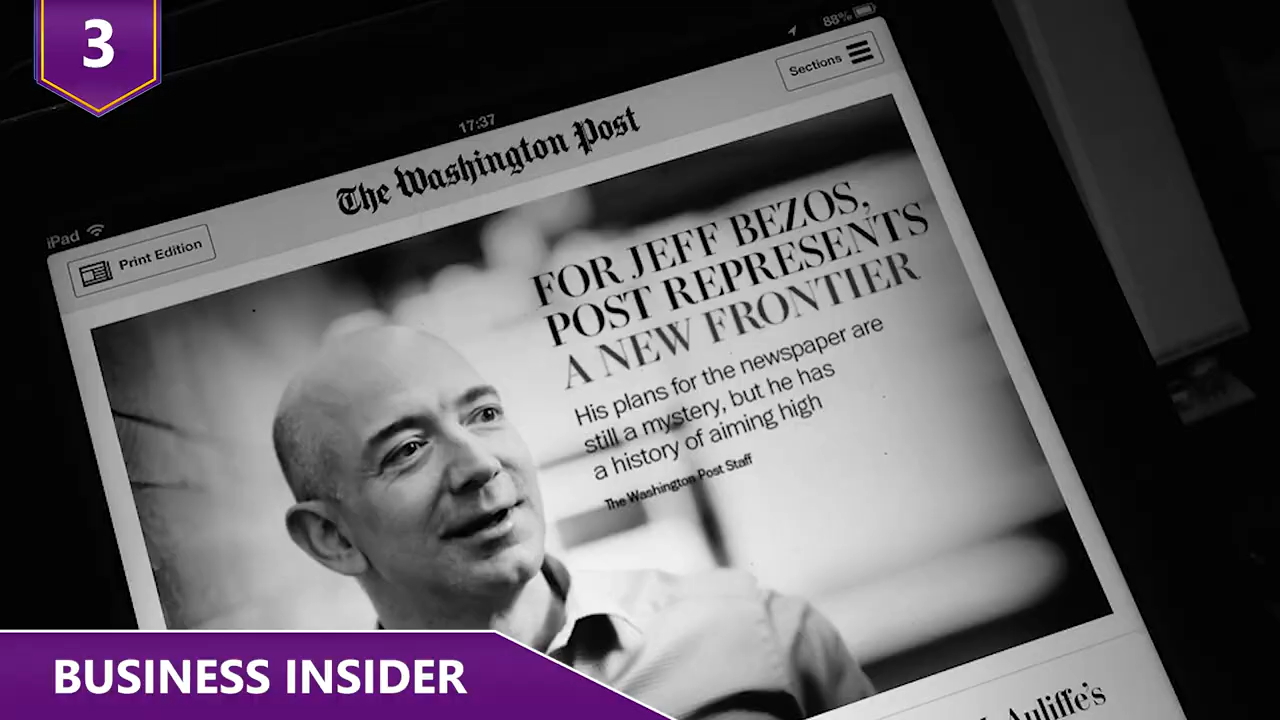 3
88%
Sections
17:37
The Washington Post
iPad
Print Edition
FOR JEFF BEZOS,
POST REPRESENTS
A NEW FRONTIER
His plans for the newspaper are
still a mystery, but he has
a history of aiming high
The Washington Post Staff
BUSINESS INSIDER